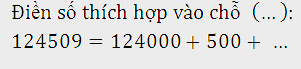 Điền số thích hợp vào chỗ (...):
124509 = 124000 + 500 + ...